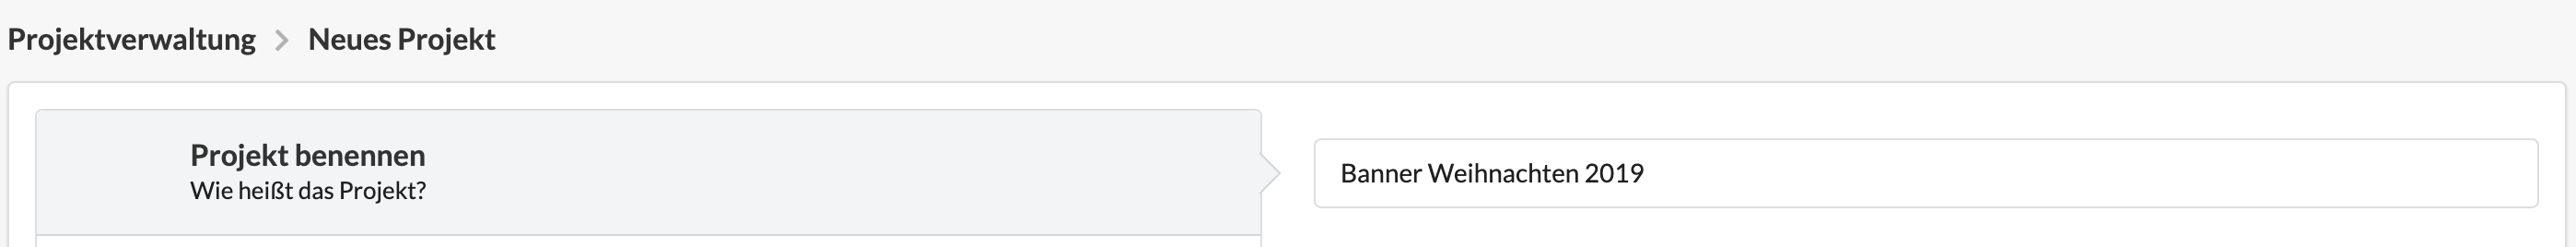 Projektverwaltung > Neues Projekt
Projekt benennen
Wie heißt das Projekt?
Banner Weihnachten 2019